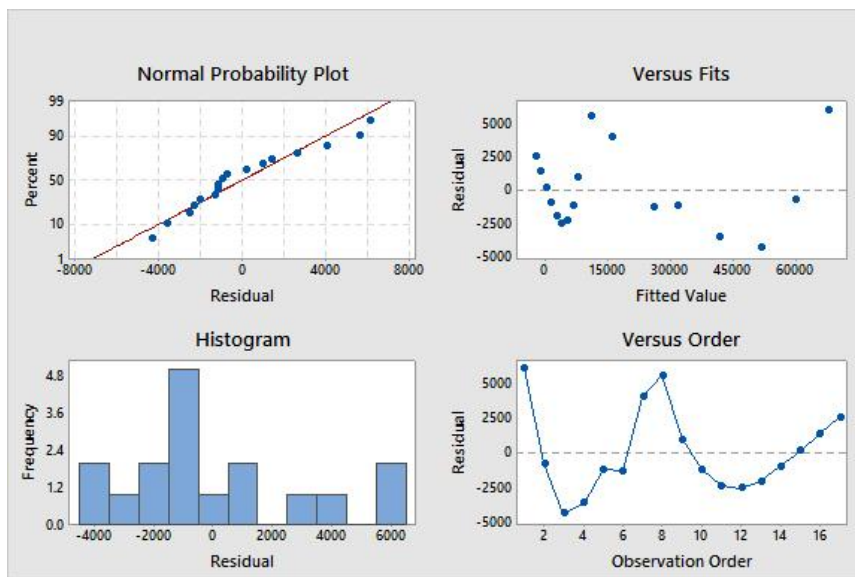 Normal Probability Plot
99
90
50
10
1
Percent
-8000 -4000 0 4000 8000
Residual
Versus Fits
5000
2500
0
-2500
-5000
Residual
0 15000 30000 45000 60000
Fitted Value
Histogram
4.8
3.6
2.4
1.2
0.0
Frequency
-4000 -2000 0 2000 4000 6000
Residual
Versus Order
5000
2500
0
-2500
-5000
Residual
2 4 6 8 10 12 14 16
Observation Order